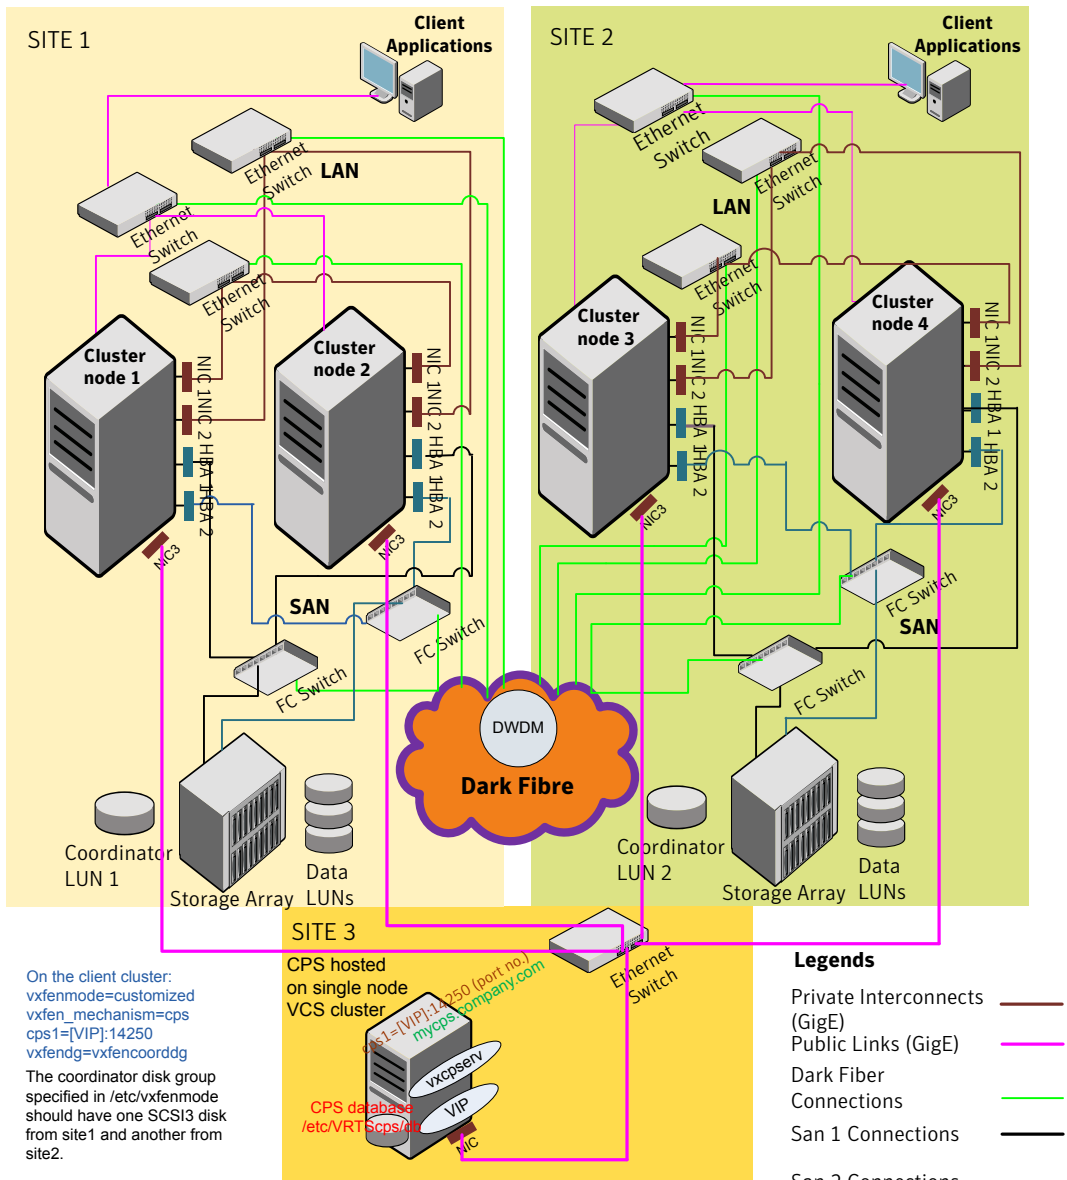 SITE 1
Client
Applications
Ethernet
Switch
LAN
Ethernet
Switch
Ethernet
Switch
Cluster
node 1
NIC 1
NIC 2
HBA 1
HBA 2
NIC3
Cluster
node 2
NIC 1
NIC 2
HBA 1
HBA 2
NIC3
SAN
FC Switch
FC Switch
Coordinator
LUN 1
Storage Array
Data
LUNs
SITE 2
Client
Applications
Ethernet
Switch
Ethernet
Switch
LAN
Ethernet
Switch
Cluster
node 3
NIC 1
NIC 2
HBA 1
HBA 2
NIC3
Cluster
node 4
NIC 1
NIC 2
HBA 1
HBA 2
NIC3
FC Switch
SAN
FC Switch
DWDM
Dark Fibre
Coordinator
LUN 2
Storage Array
Data
LUNs
SITE 3
CPS hosted
on single node
VCS cluster
Ethernet
Switch
cps1=[VIP]:14250 (port no.)
mycps.company.com
vxcpserv
VIP
CPS database
/etc/VRTScps/db
NIC
On the client cluster:
vxfenmode=customized
vxfen_mechanism=cps
cps1=[VIP]:14250
vxfendg=vxfencoorddg
The coordinator disk group
specified in /etc/vxfenmode
should have one SCSI3 disk
from site1 and another from
site2.
Legends
Private Interconnects
(GigE)
Public Links (GigE)
Dark Fiber
Connections
San 1 Connections
San 2 Connections